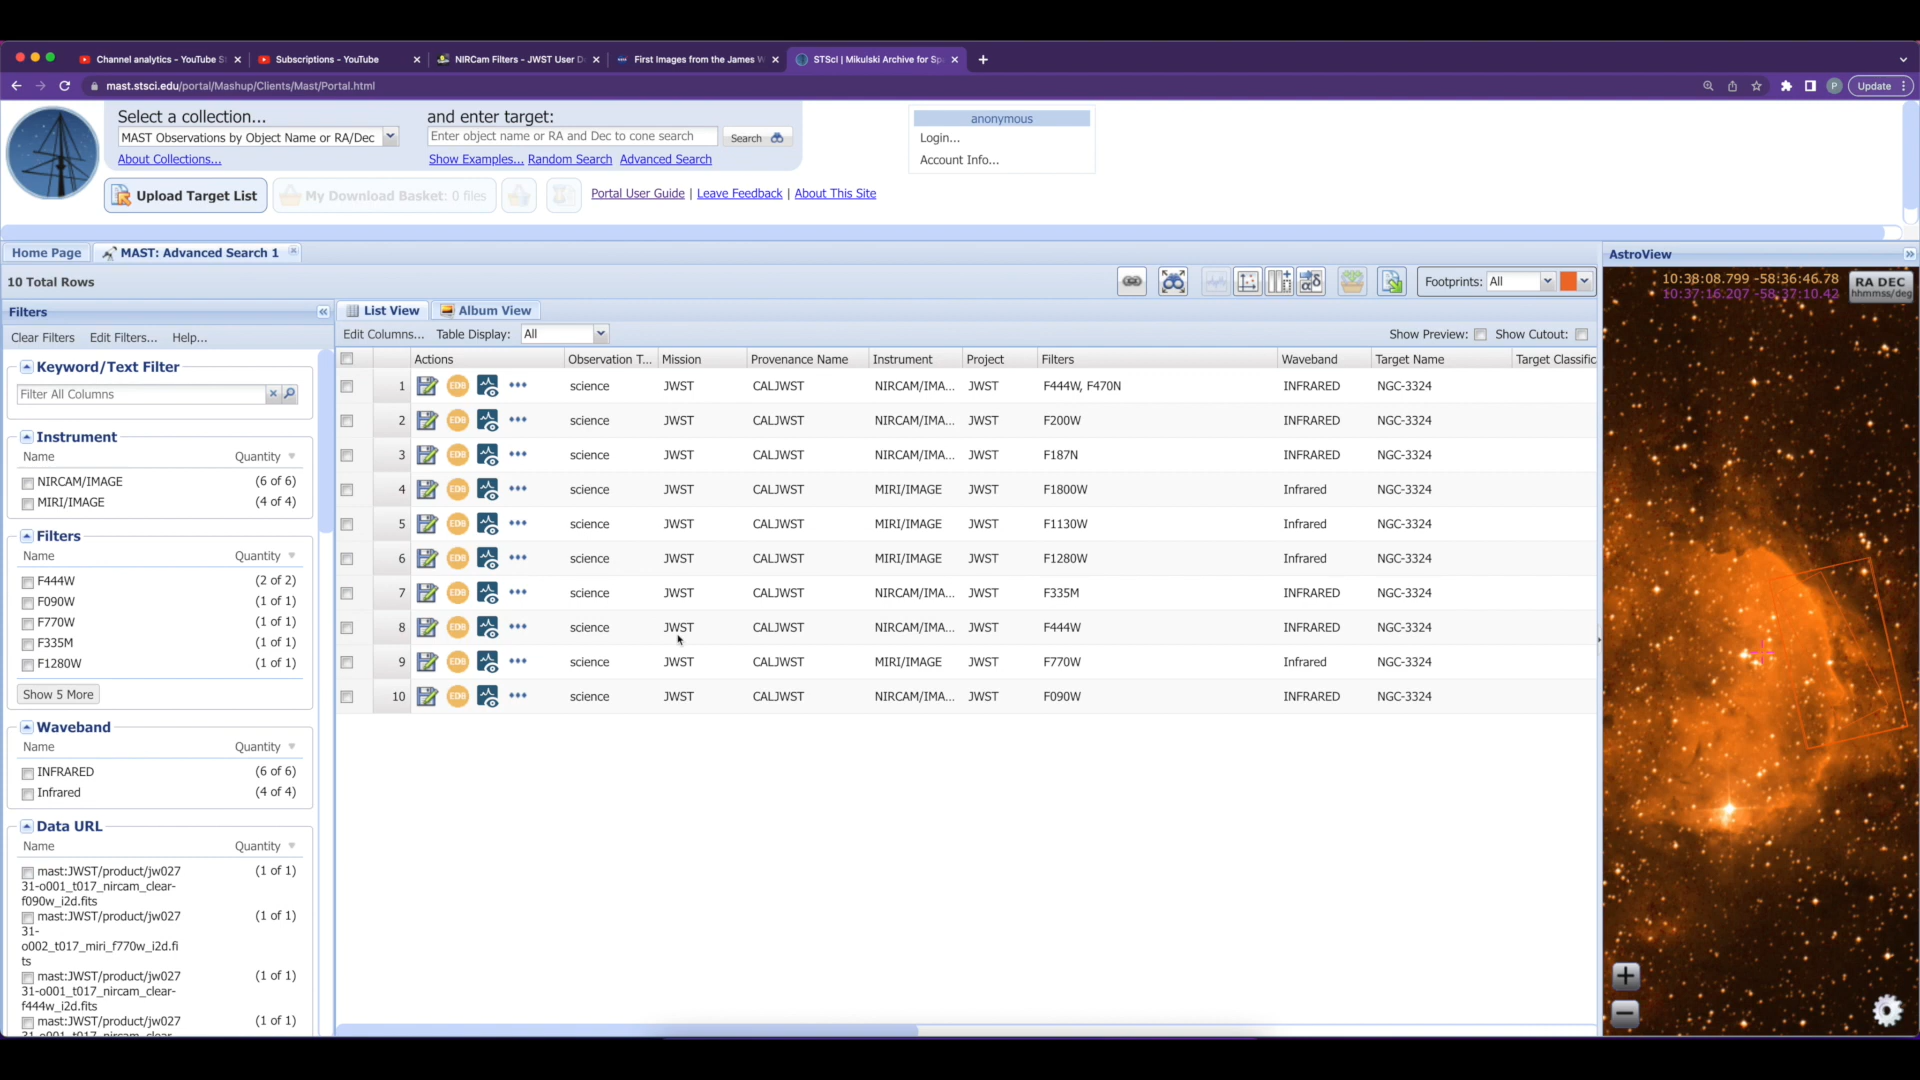 Channel analytics - YouTube S
Subscriptions - YouTube
NIRCam Filters - JWST User D
First Images from the James W
STScI | Mikulski Archive for Sp
mast.stsci.edu/portal/Mashup/Clients/Mast/Portal.html
P
Update
Select a collection...
and enter target:
MAST Observations by Object Name or RA/Dec
Enter object name or RA and Dec to cone search
Search
About Collections...
Show Examples... Random Search Advanced Search
anonymous
Login...
Account Info...
Upload Target List
My Download Basket: 0 files
Portal User Guide | Leave Feedback | About This Site
Home Page
MAST: Advanced Search 1
AstroView
10 Total Rows
Footprints: All
10:38:08.799 -58:36:46.78
10:37:16.207 -58:37:10.42
RA DEC
hhmmss/deg
Filters
Clear Filters Edit Filters... Help...
List View
Album View
Edit Columns... Table Display: All
Show Preview: Show Cutout:
Keyword/Text Filter
Filter All Columns
Instrument
Name Quantity
NIRCAM/IMAGE (6 of 6)
MIRI/IMAGE (4 of 4)
Filters
Name Quantity
F444W (2 of 2)
F090W (1 of 1)
F770W (1 of 1)
F335M (1 of 1)
F1280W (1 of 1)
Show 5 More
Waveband
Name Quantity
INFRARED (6 of 6)
Infrared (4 of 4)
Data URL
Name Quantity
mast:JWST/product/jw027 (1 of 1)
31-o001_t017_nircam_clear-
f090w_i2d.fits
mast:JWST/product/jw027 (1 of 1)
31-
o002_t017_miri_f770w_i2d.fi
ts
mast:JWST/product/jw027 (1 of 1)
31-o001_t017_nircam_clear-
f444w_i2d.fits
mast:JWST/product/jw027 (1 of 1)
Actions Observation T... Mission Provenance Name Instrument Project Filters Waveband Target Name Target Classific
1 EDB science JWST CALJWST NIRCAM/IMA... JWST F444W, F470N INFRARED NGC-3324
2 EDB science JWST CALJWST NIRCAM/IMA... JWST F200W INFRARED NGC-3324
3 EDB science JWST CALJWST NIRCAM/IMA... JWST F187N INFRARED NGC-3324
4 EDB science JWST CALJWST MIRI/IMAGE JWST F1800W Infrared NGC-3324
5 EDB science JWST CALJWST MIRI/IMAGE JWST F1130W Infrared NGC-3324
6 EDB science JWST CALJWST MIRI/IMAGE JWST F1280W Infrared NGC-3324
7 EDB science JWST CALJWST NIRCAM/IMA... JWST F335M INFRARED NGC-3324
8 EDB science JWST CALJWST NIRCAM/IMA... JWST F444W INFRARED NGC-3324
9 EDB science JWST CALJWST MIRI/IMAGE JWST F770W Infrared NGC-3324
10 EDB science JWST CALJWST NIRCAM/IMA... JWST F090W INFRARED NGC-3324